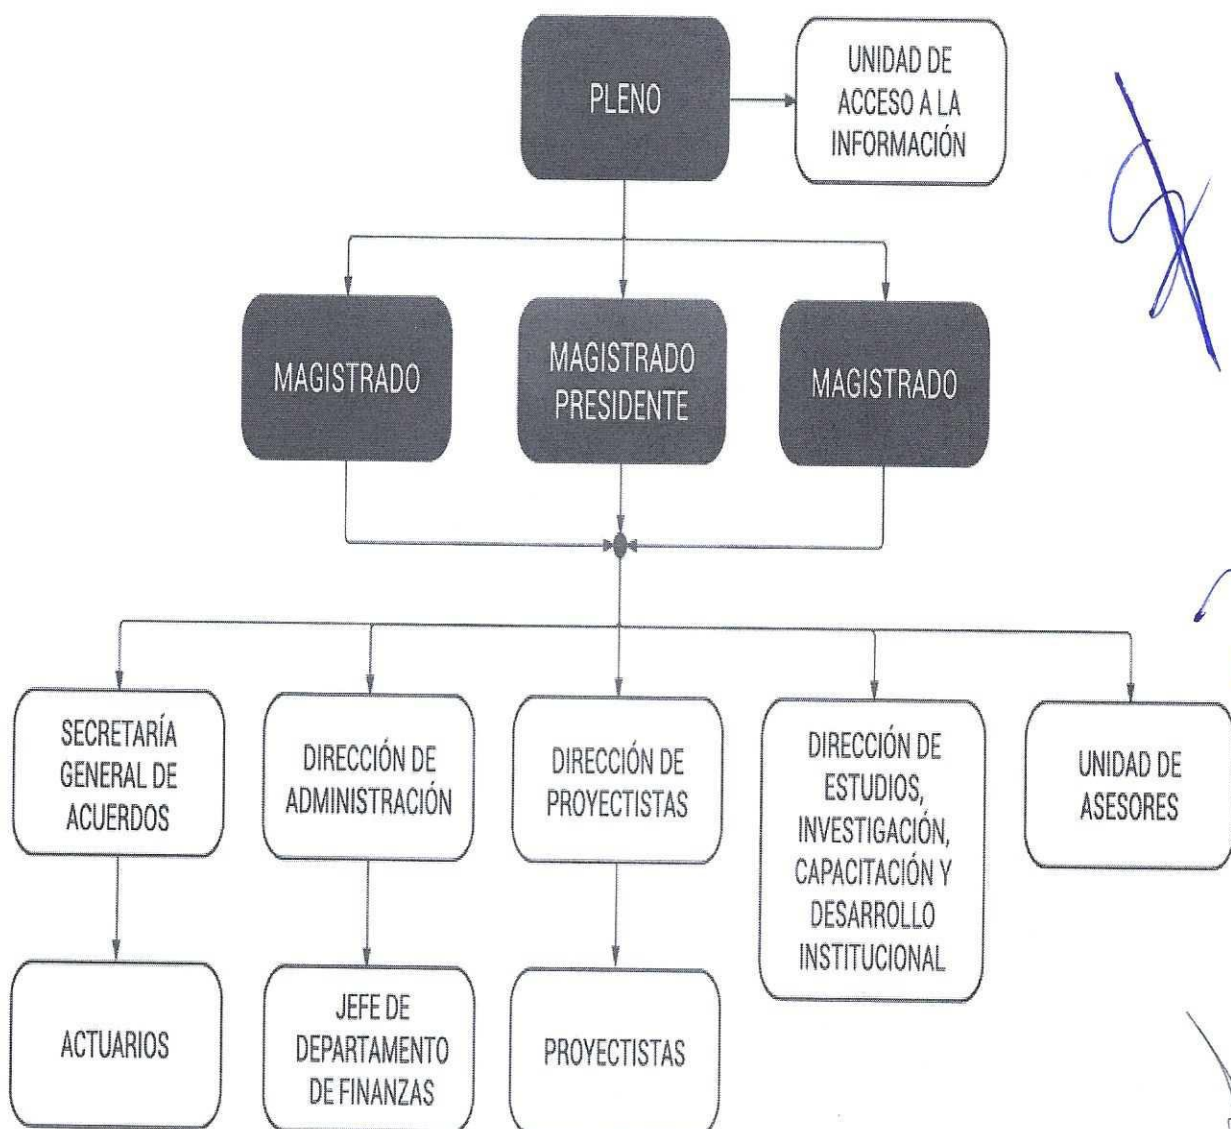 PLENO
UNIDAD DE
ACCESO A LA
INFORMACIÓN
MAGISTRADO
MAGISTRADO
PRESIDENTE
MAGISTRADO
SECRETARÍA
GENERAL DE
ACUERDOS
DIRECCIÓN DE
ADMINISTRACIÓN
DIRECCIÓN DE
PROYECTISTAS
DIRECCIÓN DE
ESTUDIOS,
INVESTIGACIÓN,
CAPACITACIÓN Y
DESARROLLO
INSTITUCIONAL
UNIDAD DE
ASESORES
ACTUARIOS
JEFE DE
DEPARTAMENTO
DE FINANZAS
PROYECTISTAS